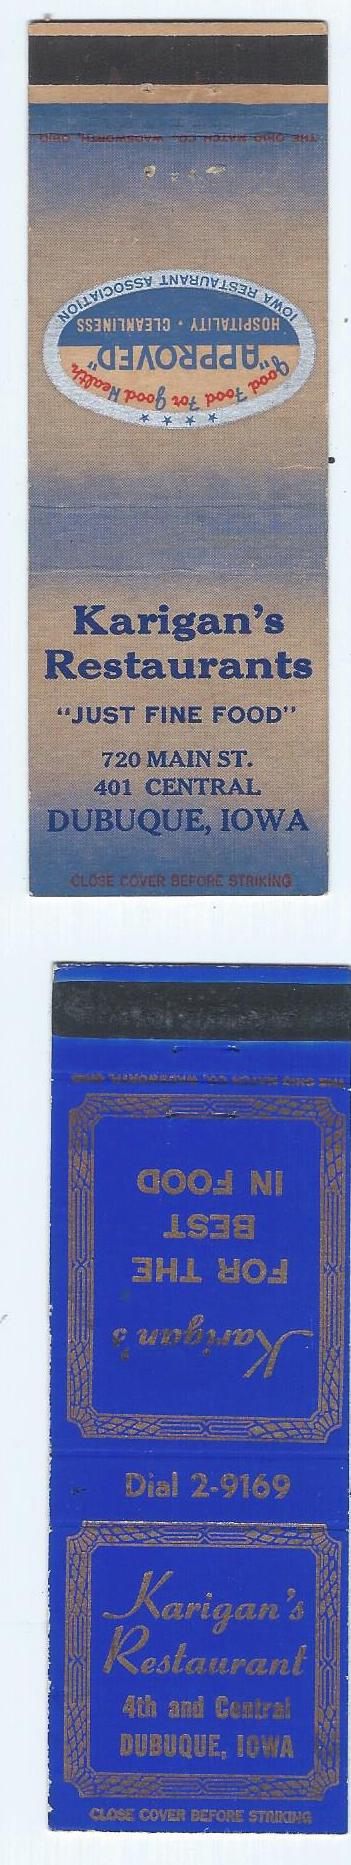 THE OHIO MATCH CO., WADSWORTH, OHIO
IOWA RESTAURANT ASSOCIATION
HOSPITALITY • CLEANLINESS
"APPROVED"
Good Food For good Health
Karigan's
Restaurants
"JUST FINE FOOD"
720 MAIN ST.
401 CENTRAL
DUBUQUE, IOWA
CLOSE COVER BEFORE STRIKING
THE OHIO MATCH CO., WADSWORTH, OHIO
Karigan's
FOR THE
BEST
IN FOOD
Dial 2-9169
Karigan's
Restaurant
4th and Central
DUBUQUE, IOWA
CLOSE COVER BEFORE STRIKING